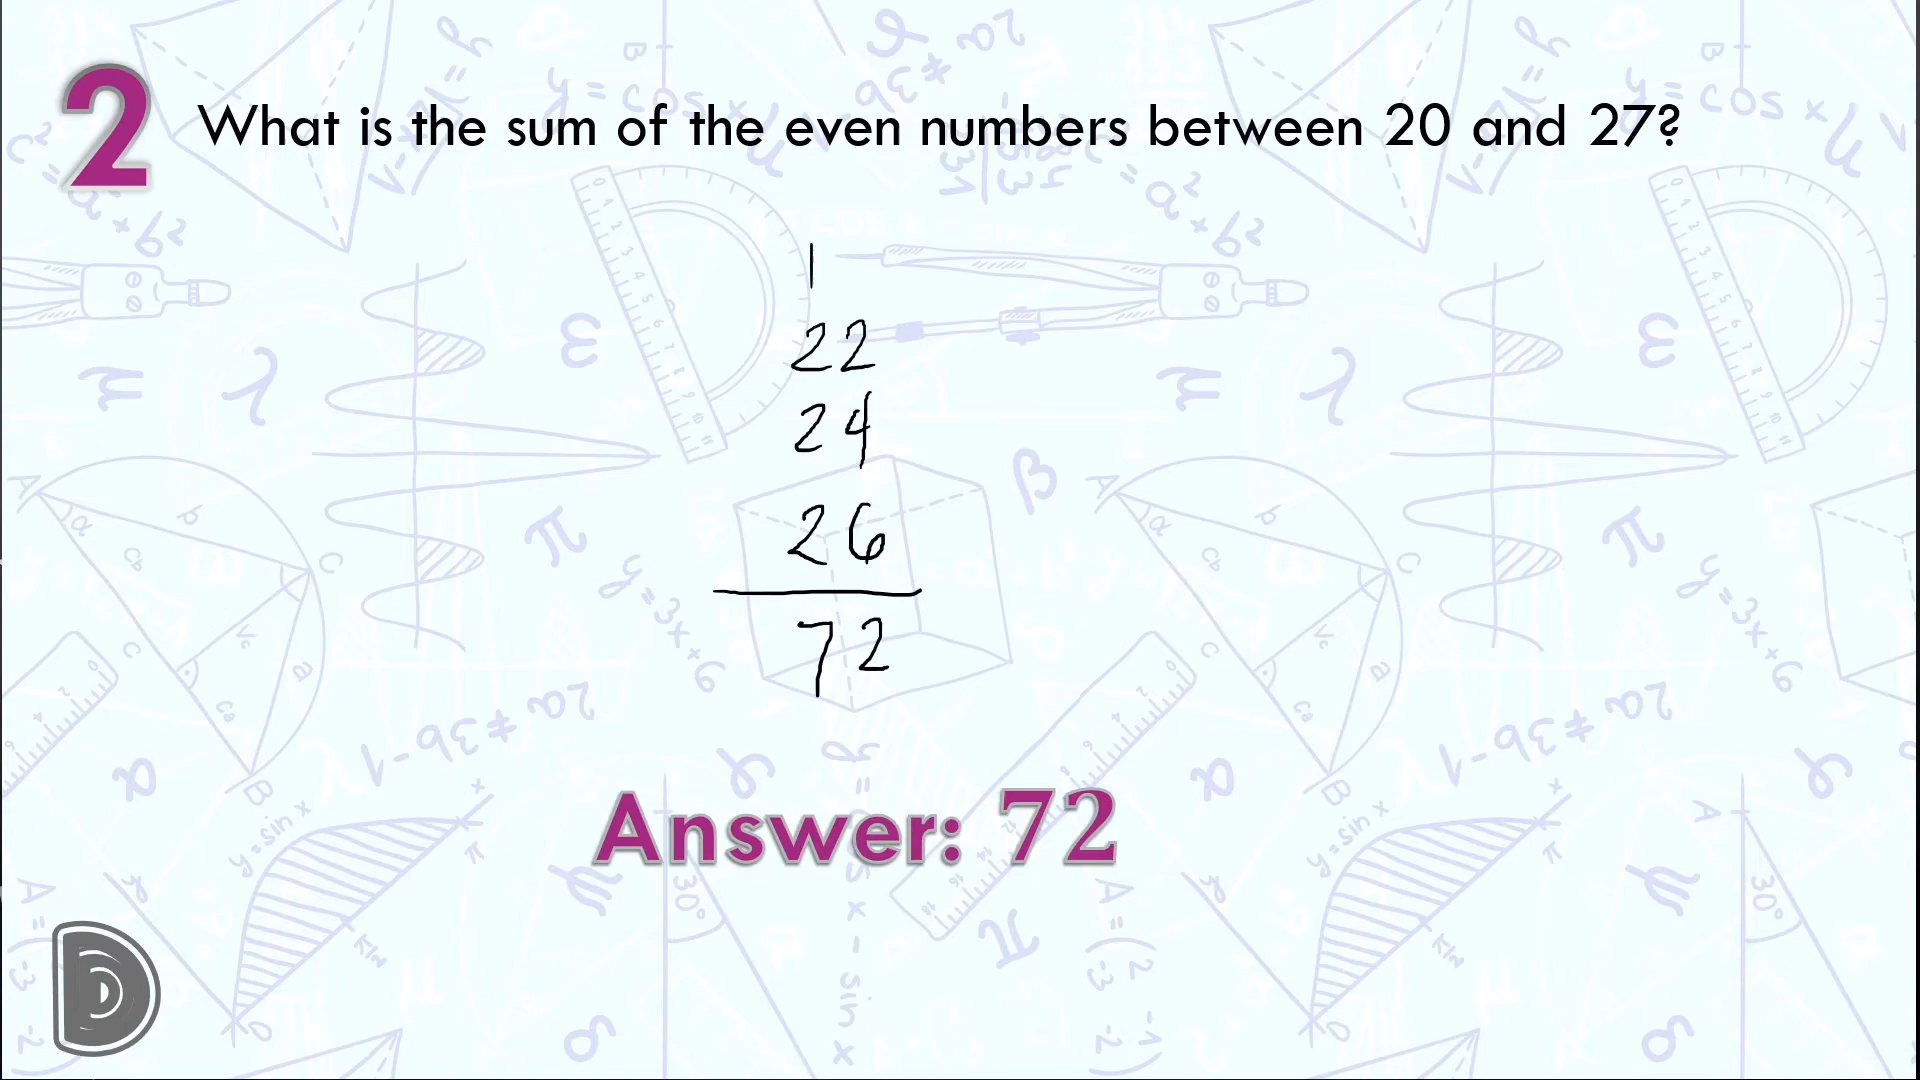 2 What is the sum of the even numbers between 20 and 27?
1
22
24
26
72
Answer: 72
D